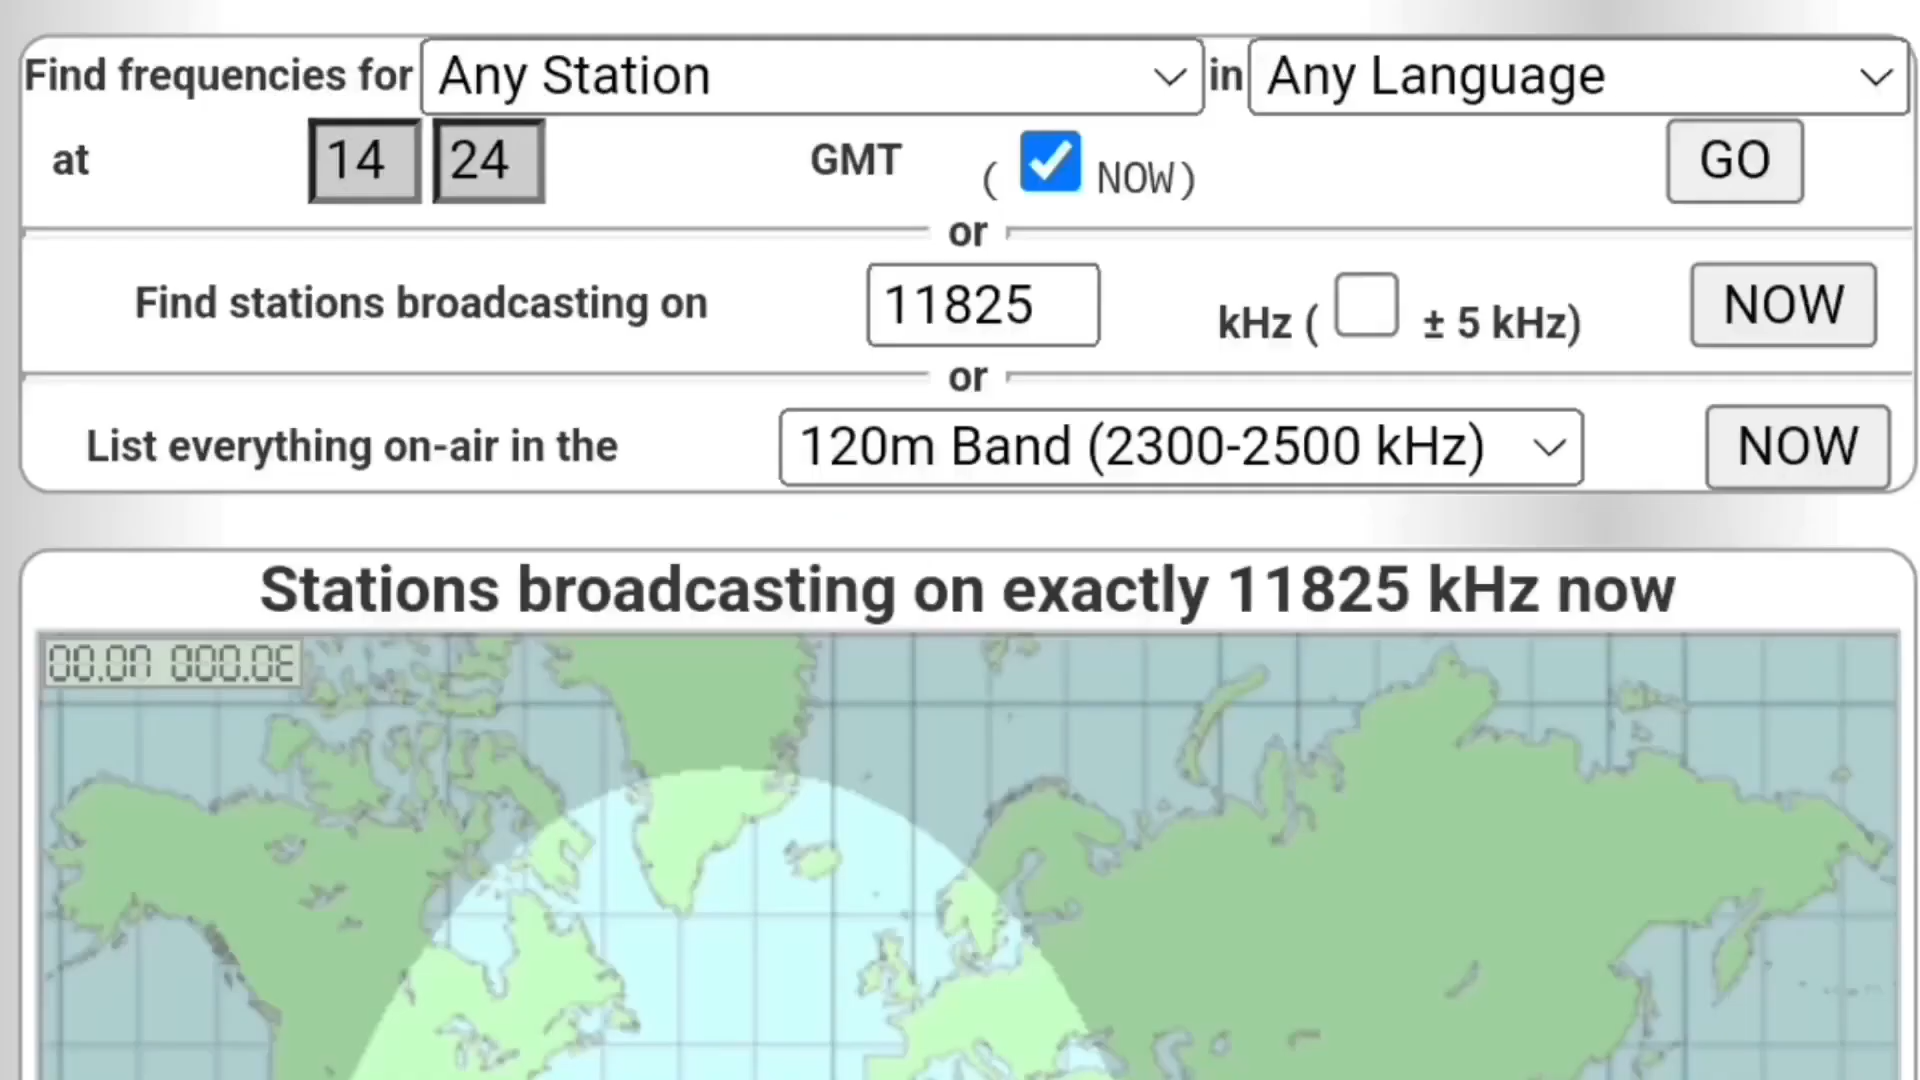 Find frequencies for Any Station in Any Language
at 14 24 GMT ( NOW) GO
or
Find stations broadcasting on 11825 kHz ( ± 5 kHz) NOW
or
List everything on-air in the 120m Band (2300-2500 kHz) NOW
Stations broadcasting on exactly 11825 kHz now
00.0N 000.0E